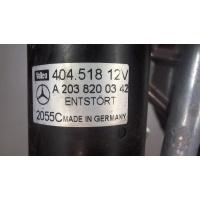 Valeo 404.518 12V
A 203 820 03 42
ENTSTÖRT
2055C MADE IN GERMANY